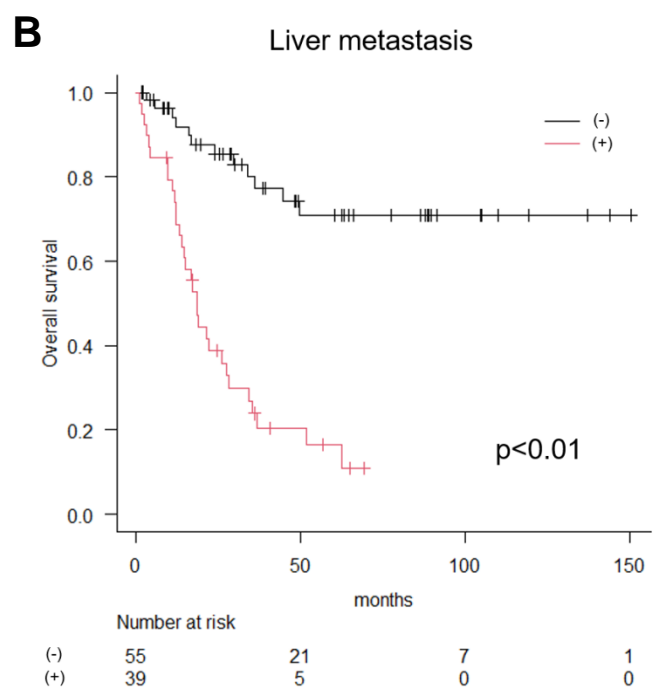 B
Liver metastasis
1.0
(-)
(+)
0.8
0.6
Overall survival
0.4
0.2
p<0.01
0.0
0 50 100 150
months
Number at risk
(-) 55 21 7 1
(+) 39 5 0 0